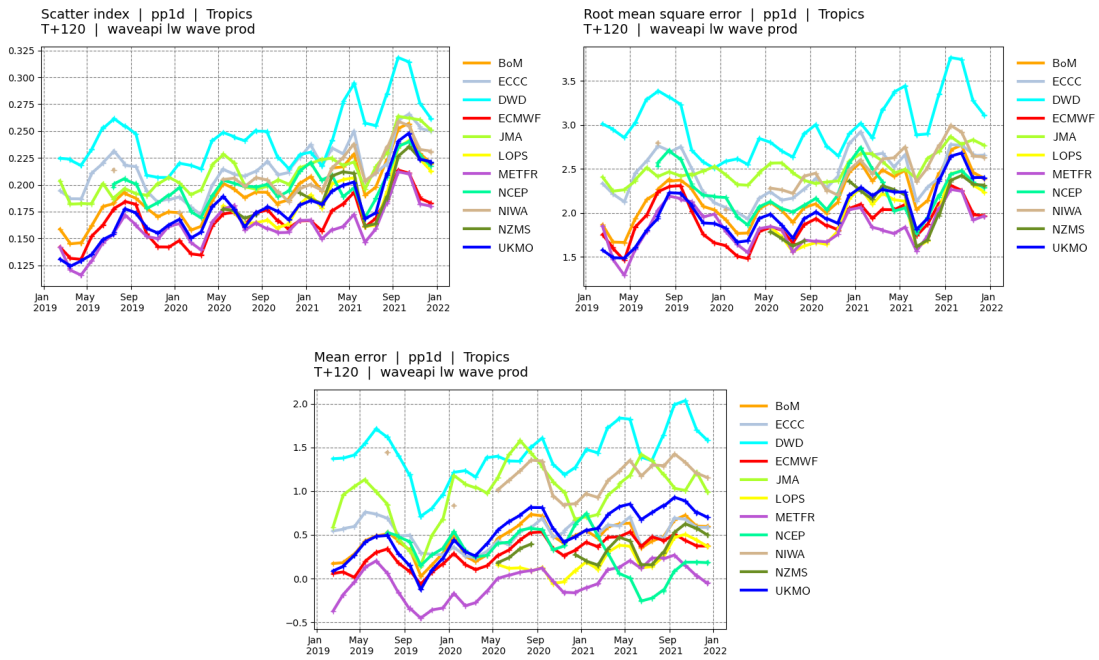 Scatter index | pp1d | Tropics
T+120 | waveapi lw wave prod
0.325
0.300
0.275
0.250
0.225
0.200
0.175
0.150
0.125
Jan 2019
May 2019
Sep 2019
Jan 2020
May 2020
Sep 2020
Jan 2021
May 2021
Sep 2021
Jan 2022
BoM
ECCC
DWD
ECMWF
JMA
LOPS
METFR
NCEP
NIWA
NZMS
UKMO
Root mean square error | pp1d | Tropics
T+120 | waveapi lw wave prod
3.5
3.0
2.5
2.0
1.5
Jan 2019
May 2019
Sep 2019
Jan 2020
May 2020
Sep 2020
Jan 2021
May 2021
Sep 2021
Jan 2022
BoM
ECCC
DWD
ECMWF
JMA
LOPS
METFR
NCEP
NIWA
NZMS
UKMO
Mean error | pp1d | Tropics
T+120 | waveapi lw wave prod
2.0
1.5
1.0
0.5
0.0
−0.5
Jan 2019
May 2019
Sep 2019
Jan 2020
May 2020
Sep 2020
Jan 2021
May 2021
Sep 2021
Jan 2022
BoM
ECCC
DWD
ECMWF
JMA
LOPS
METFR
NCEP
NIWA
NZMS
UKMO